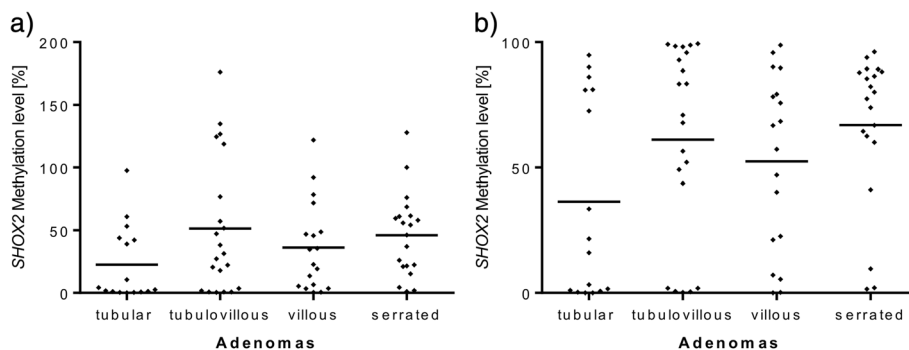 a)
SHOX2 Methylation level [%]
200
150
100
50
0
tubular tubulovillous villous serrated
Adenomas
b)
SHOX2 Methylation level [%]
100
50
0
tubular tubulovillous villous serrated
Adenomas